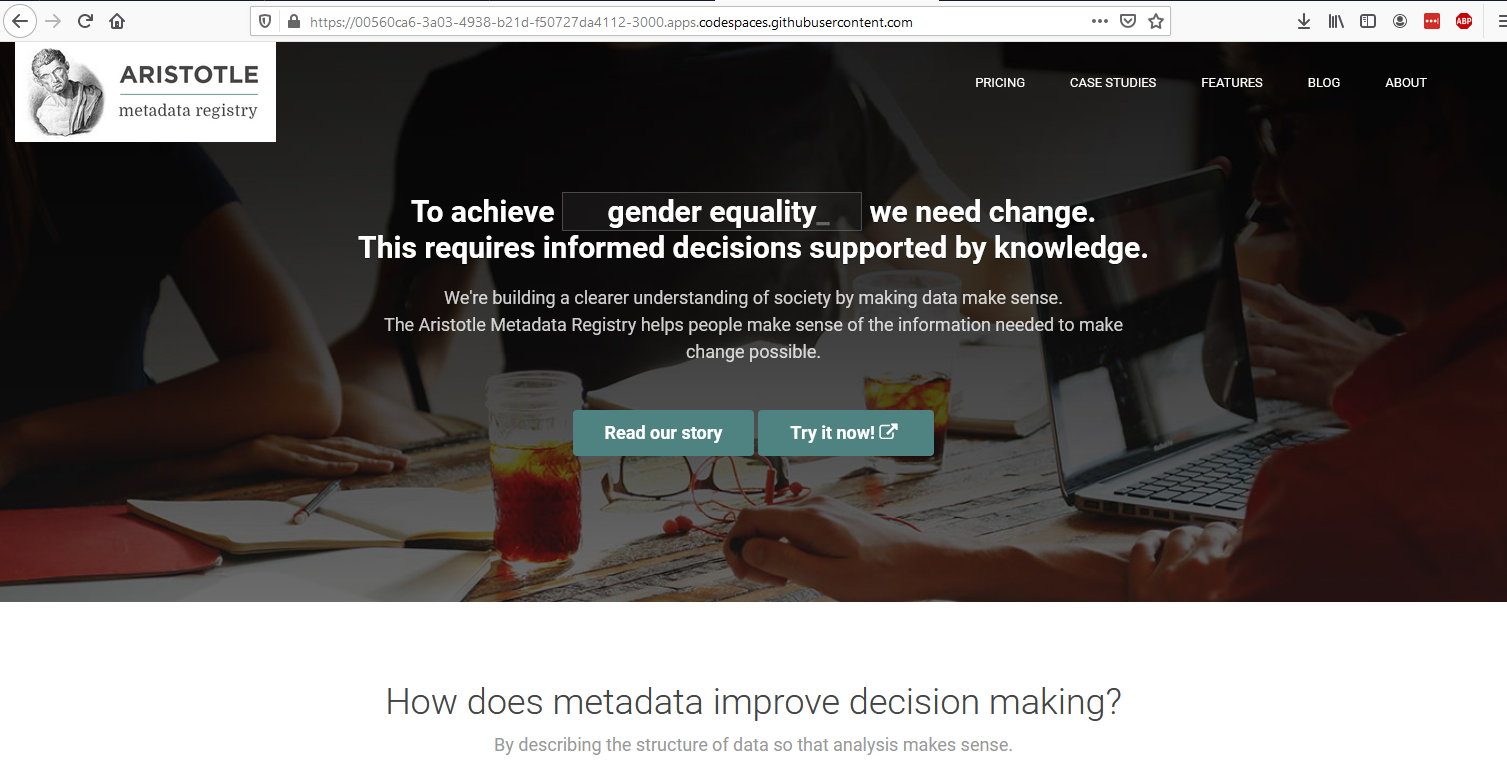 https://00560ca6-3a03-4938-b21d-f50727da4112-3000.apps.codespaces.githubusercontent.com
ABP
ARISTOTLE
metadata registry
PRICING CASE STUDIES FEATURES BLOG ABOUT
To achieve gender equality_ we need change.
This requires informed decisions supported by knowledge.
We're building a clearer understanding of society by making data make sense.
The Aristotle Metadata Registry helps people make sense of the information needed to make
change possible.
Read our story Try it now!
How does metadata improve decision making?
By describing the structure of data so that analysis makes sense.